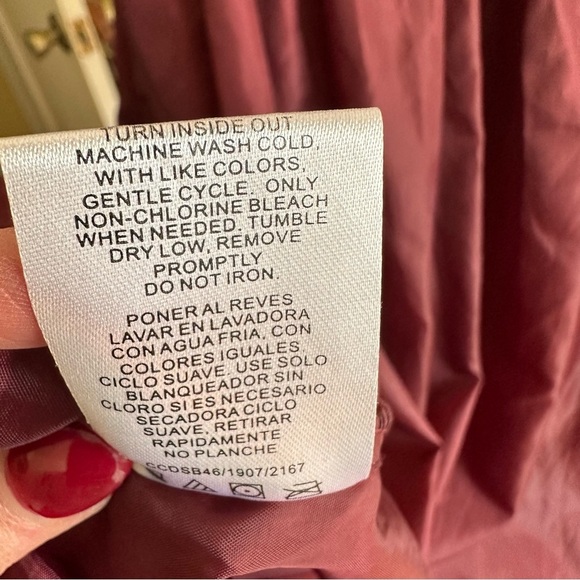 TURN INSIDE OUT
MACHINE WASH COLD,
WITH LIKE COLORS,
GENTLE CYCLE. ONLY
NON-CHLORINE BLEACH
WHEN NEEDED. TUMBLE
DRY LOW, REMOVE
PROMPTLY
DO NOT IRON.
PONER AL REVES
LAVAR EN LAVADORA
CON AGUA FRIA, CON
COLORES IGUALES,
CICLO SUAVE. USE SOLO
BLANQUEADOR SIN
CLORO SI ES NECESARIO
SECADORA CICLO
SUAVE, RETIRAR
RAPIDAMENTE
NO PLANCHE
CCDSB46/1907/2167